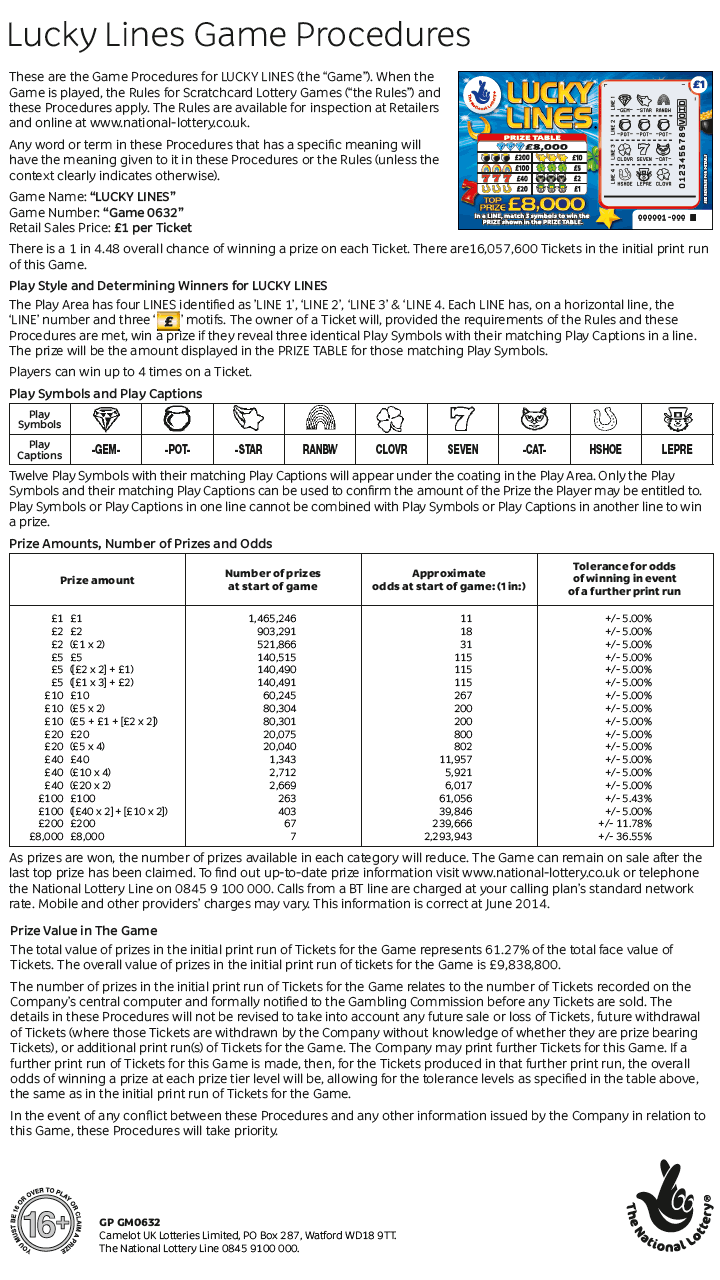 Lucky Lines Game Procedures
These are the Game Procedures for LUCKY LINES (the “Game”). When the
Game is played, the Rules for Scratchcard Lottery Games (“the Rules”) and
these Procedures apply. The Rules are available for inspection at Retailers
and online at www.national-lottery.co.uk.
Any word or term in these Procedures that has a specific meaning will
have the meaning given to it in these Procedures or the Rules (unless the
context clearly indicates otherwise).
Game Name: “LUCKY LINES”
Game Number: “Game 0632”
Retail Sales Price: £1 per Ticket
LUCKY
LINES
PRIZE TABLE
£8,000
£200 £10
£100 £5
£40 £2
£20 £1
TOP PRIZE £8,000
In a LINE, match 3 symbols to win the
PRIZE shown in the PRIZE TABLE.
£1
LINE 1 -GEM- -STAR RANBW
LINE 2 -POT- -POT- -POT-
LINE 3 CLOVR SEVEN -CAT-
LINE 4 HSHOE LEPRE CLOVR
0123456789 VOID
000001-000
There is a 1 in 4.48 overall chance of winning a prize on each Ticket. There are16,057,600 Tickets in the initial print run
of this Game.
Play Style and Determining Winners for LUCKY LINES
The Play Area has four LINES identified as ‘LINE 1’, ‘LINE 2’, ‘LINE 3’ & ‘LINE 4. Each LINE has, on a horizontal line, the
‘LINE’ number and three ‘ £ ’ motifs. The owner of a Ticket will, provided the requirements of the Rules and these
Procedures are met, win a prize if they reveal three identical Play Symbols with their matching Play Captions in a line.
The prize will be the amount displayed in the PRIZE TABLE for those matching Play Symbols.
Players can win up to 4 times on a Ticket.
Play Symbols and Play Captions
Play Symbols
Play Captions -GEM- -POT- -STAR RANBW CLOVR SEVEN -CAT- HSHOE LEPRE
Twelve Play Symbols with their matching Play Captions will appear under the coating in the Play Area. Only the Play
Symbols and their matching Play Captions can be used to confirm the amount of the Prize the Player may be entitled to.
Play Symbols or Play Captions in one line cannot be combined with Play Symbols or Play Captions in another line to win
a prize.
Prize Amounts, Number of Prizes and Odds
Prize amount
Number of prizes
at start of game
Approximate
odds at start of game: (1 in:)
Tolerance for odds
of winning in event
of a further print run
£1 £1 1,465,246 11 +/- 5.00%
£2 £2 903,291 18 +/- 5.00%
£2 (£1 x 2) 521,866 31 +/- 5.00%
£5 £5 140,515 115 +/- 5.00%
£5 ([£2 x 2] + £1) 140,490 115 +/- 5.00%
£5 ([£1 x 3] + £2) 140,491 115 +/- 5.00%
£10 £10 60,245 267 +/- 5.00%
£10 (£5 x 2) 80,304 200 +/- 5.00%
£10 (£5 + £1 + [£2 x 2]) 80,301 200 +/- 5.00%
£20 £20 20,075 800 +/- 5.00%
£20 (£5 x 4) 20,040 802 +/- 5.00%
£40 £40 1,343 11,957 +/- 5.00%
£40 (£10 x 4) 2,712 5,921 +/- 5.00%
£40 (£20 x 2) 2,669 6,017 +/- 5.00%
£100 £100 263 61,056 +/- 5.43%
£100 ([£40 x 2] + [£10 x 2]) 403 39,846 +/- 5.00%
£200 £200 67 239,666 +/- 11.78%
£8,000 £8,000 7 2,293,943 +/- 36.55%
As prizes are won, the number of prizes available in each category will reduce. The Game can remain on sale after the
last top prize has been claimed. To find out up-to-date prize information visit www.national-lottery.co.uk or telephone
the National Lottery Line on 0845 9 100 000. Calls from a BT line are charged at your calling plan’s standard network
rate. Mobile and other providers’ charges may vary. This information is correct at June 2014.
Prize Value in The Game
The total value of prizes in the initial print run of Tickets for the Game represents 61.27% of the total face value of
Tickets. The overall value of prizes in the initial print run of tickets for the Game is £9,838,800.
The number of prizes in the initial print run of Tickets for the Game relates to the number of Tickets recorded on the
Company’s central computer and formally notified to the Gambling Commission before any Tickets are sold. The
details in these Procedures will not be revised to take into account any future sale or loss of Tickets, future withdrawal
of Tickets (where those Tickets are withdrawn by the Company without knowledge of whether they are prize bearing
Tickets), or additional print run(s) of Tickets for the Game. The Company may print further Tickets for this Game. If a
further print run of Tickets for this Game is made, then, for the Tickets produced in that further print run, the overall
odds of winning a prize at each prize tier level will be, allowing for the tolerance levels as specified in the table above,
the same as in the initial print run of Tickets for the Game.
In the event of any conflict between these Procedures and any other information issued by the Company in relation to
this Game, these Procedures will take priority.
YOU MUST BE 16 OR OVER TO PLAY OR CLAIM A PRIZE
16+
GP GM0632
Camelot UK Lotteries Limited, PO Box 287, Watford WD18 9TT.
The National Lottery Line 0845 9100 000.
The National Lottery®